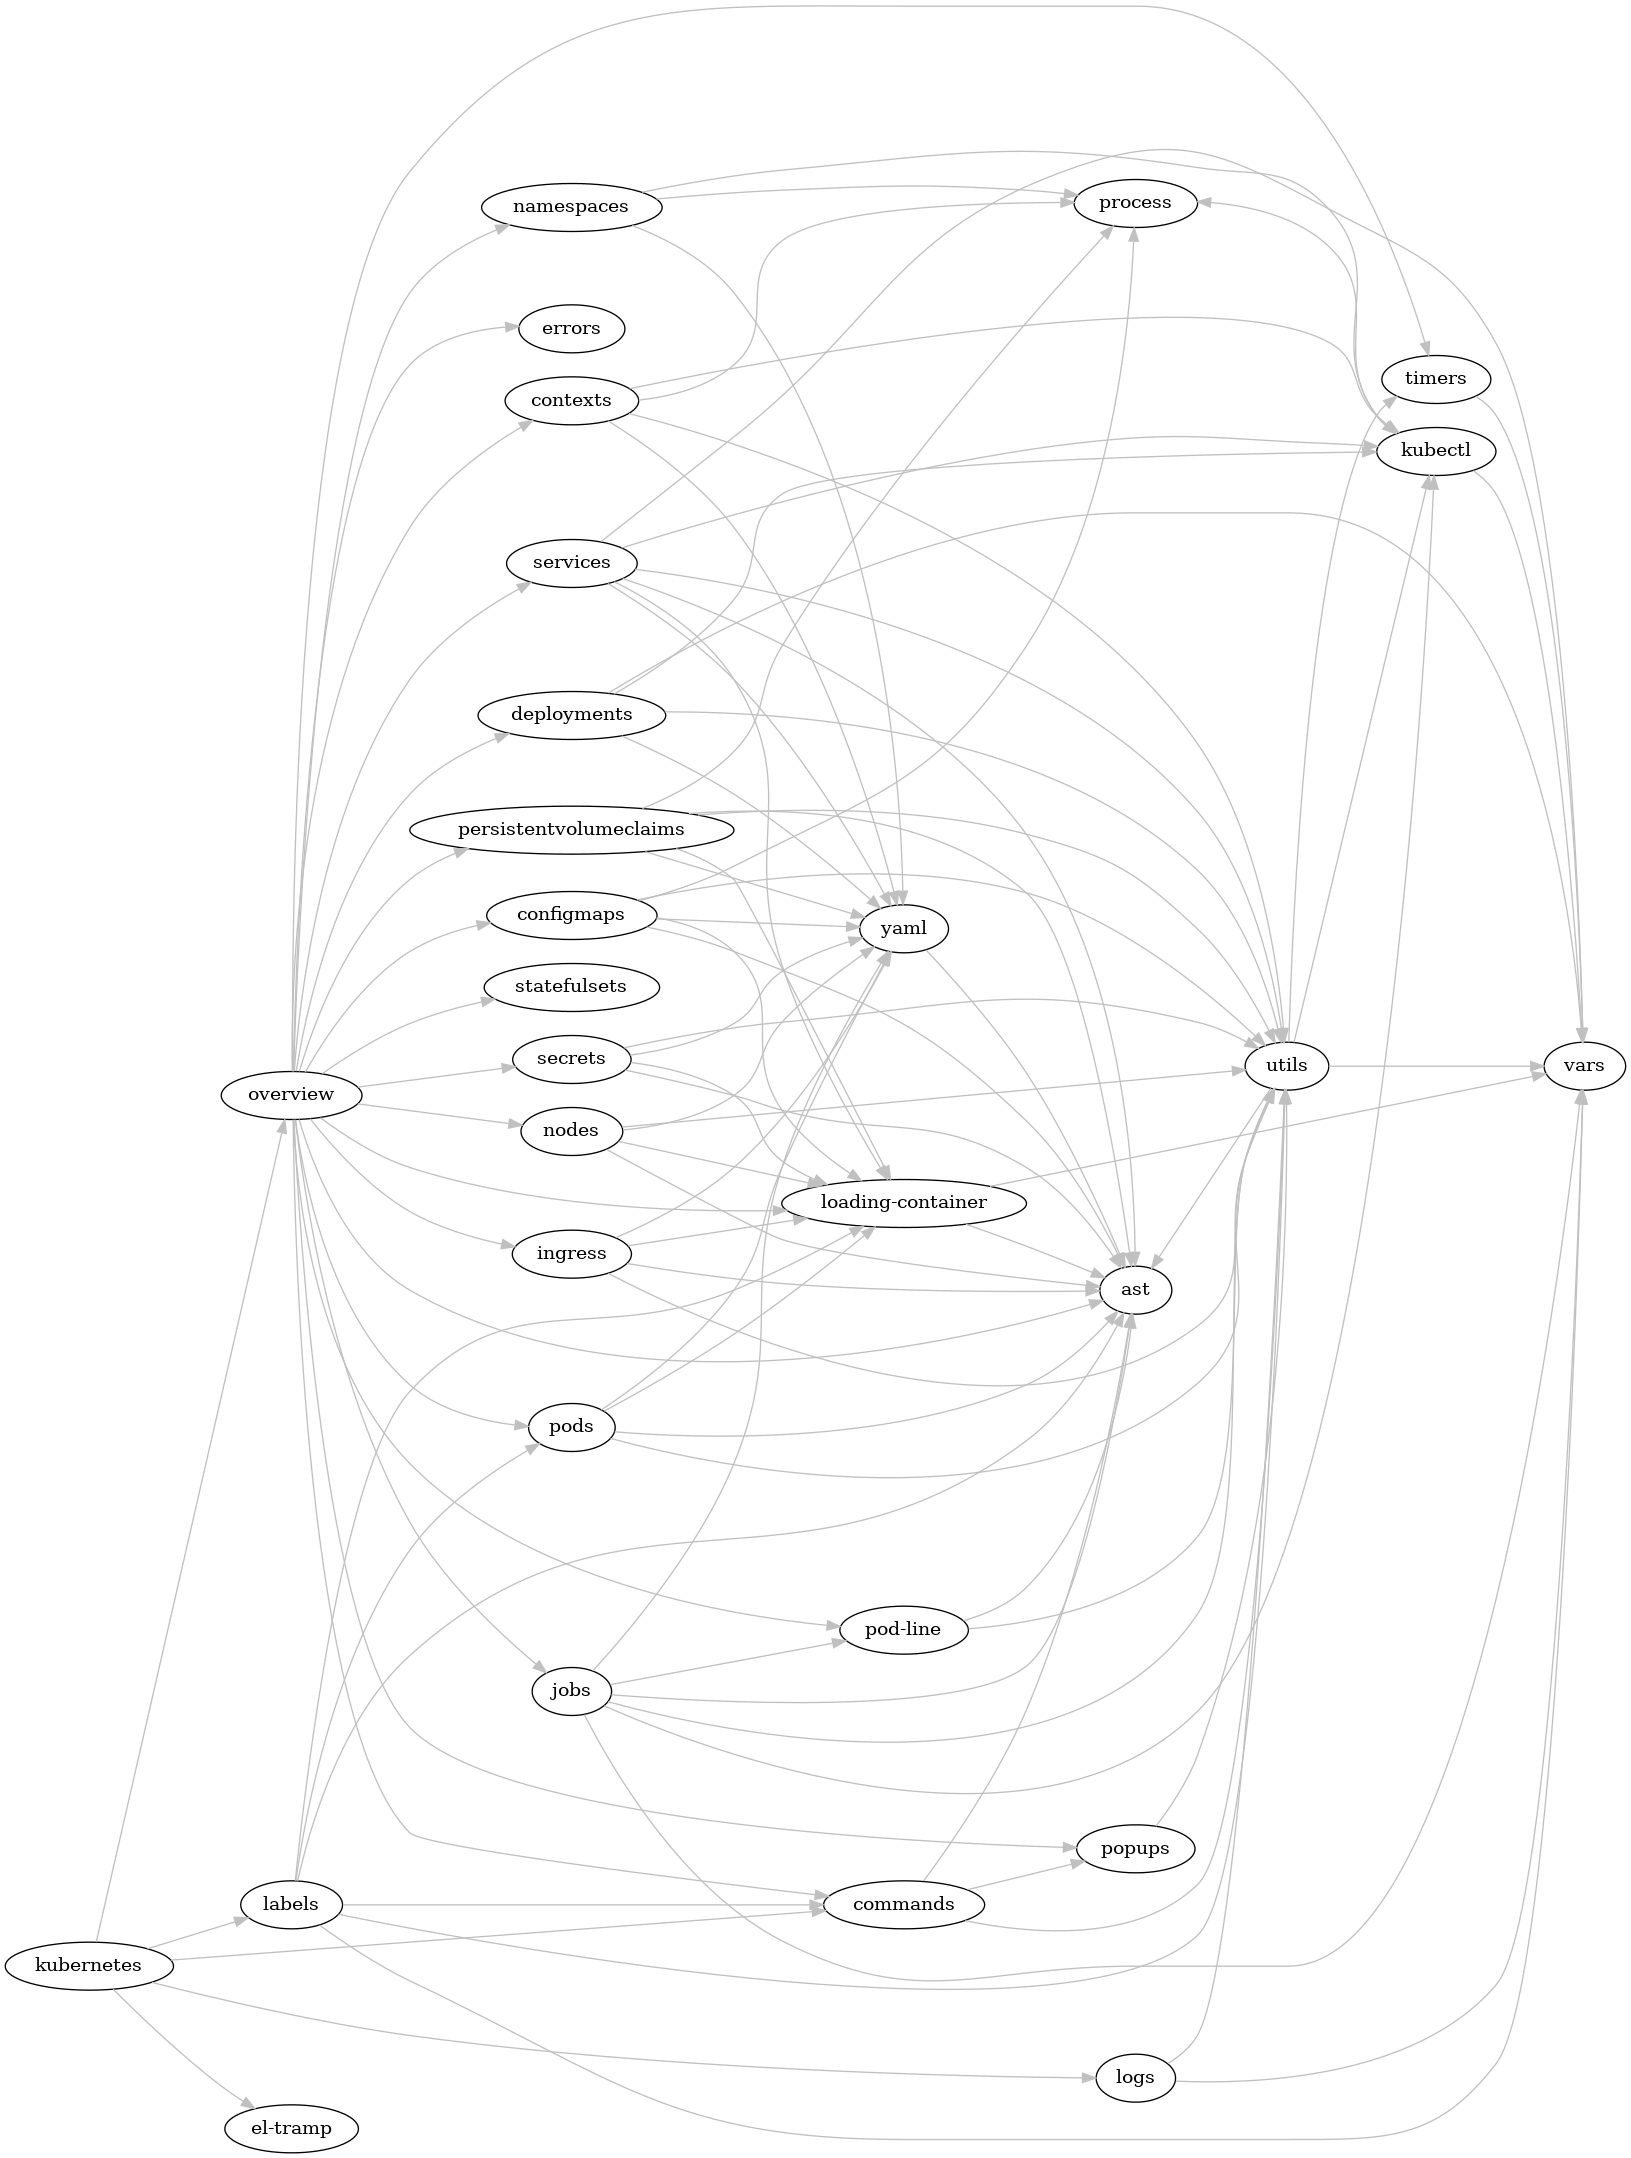 process
namespaces
errors
timers
contexts
kubectl
services
deployments
persistentvolumeclaims
configmaps
yaml
statefulsets
secrets
utils
vars
overview
nodes
loading-container
ingress
ast
pods
pod-line
jobs
popups
labels
commands
kubernetes
logs
el-tramp